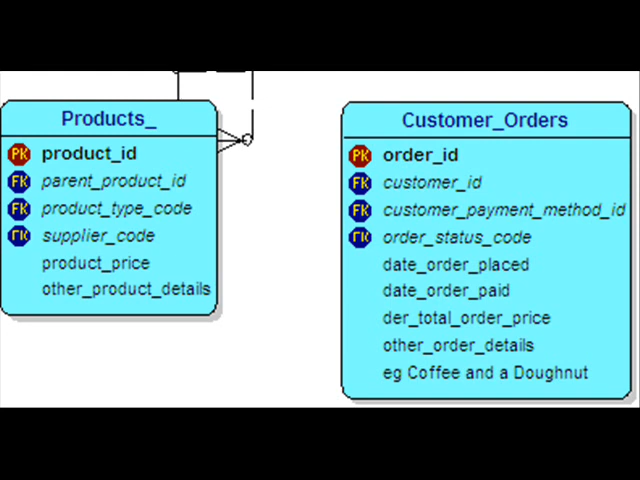 Products_
PK product_id
FK parent_product_id
FK product_type_code
FK supplier_code
product_price
other_product_details
Customer_Orders
PK order_id
FK customer_id
FK customer_payment_method_id
FK order_status_code
date_order_placed
date_order_paid
der_total_order_price
other_order_details
eg Coffee and a Doughnut